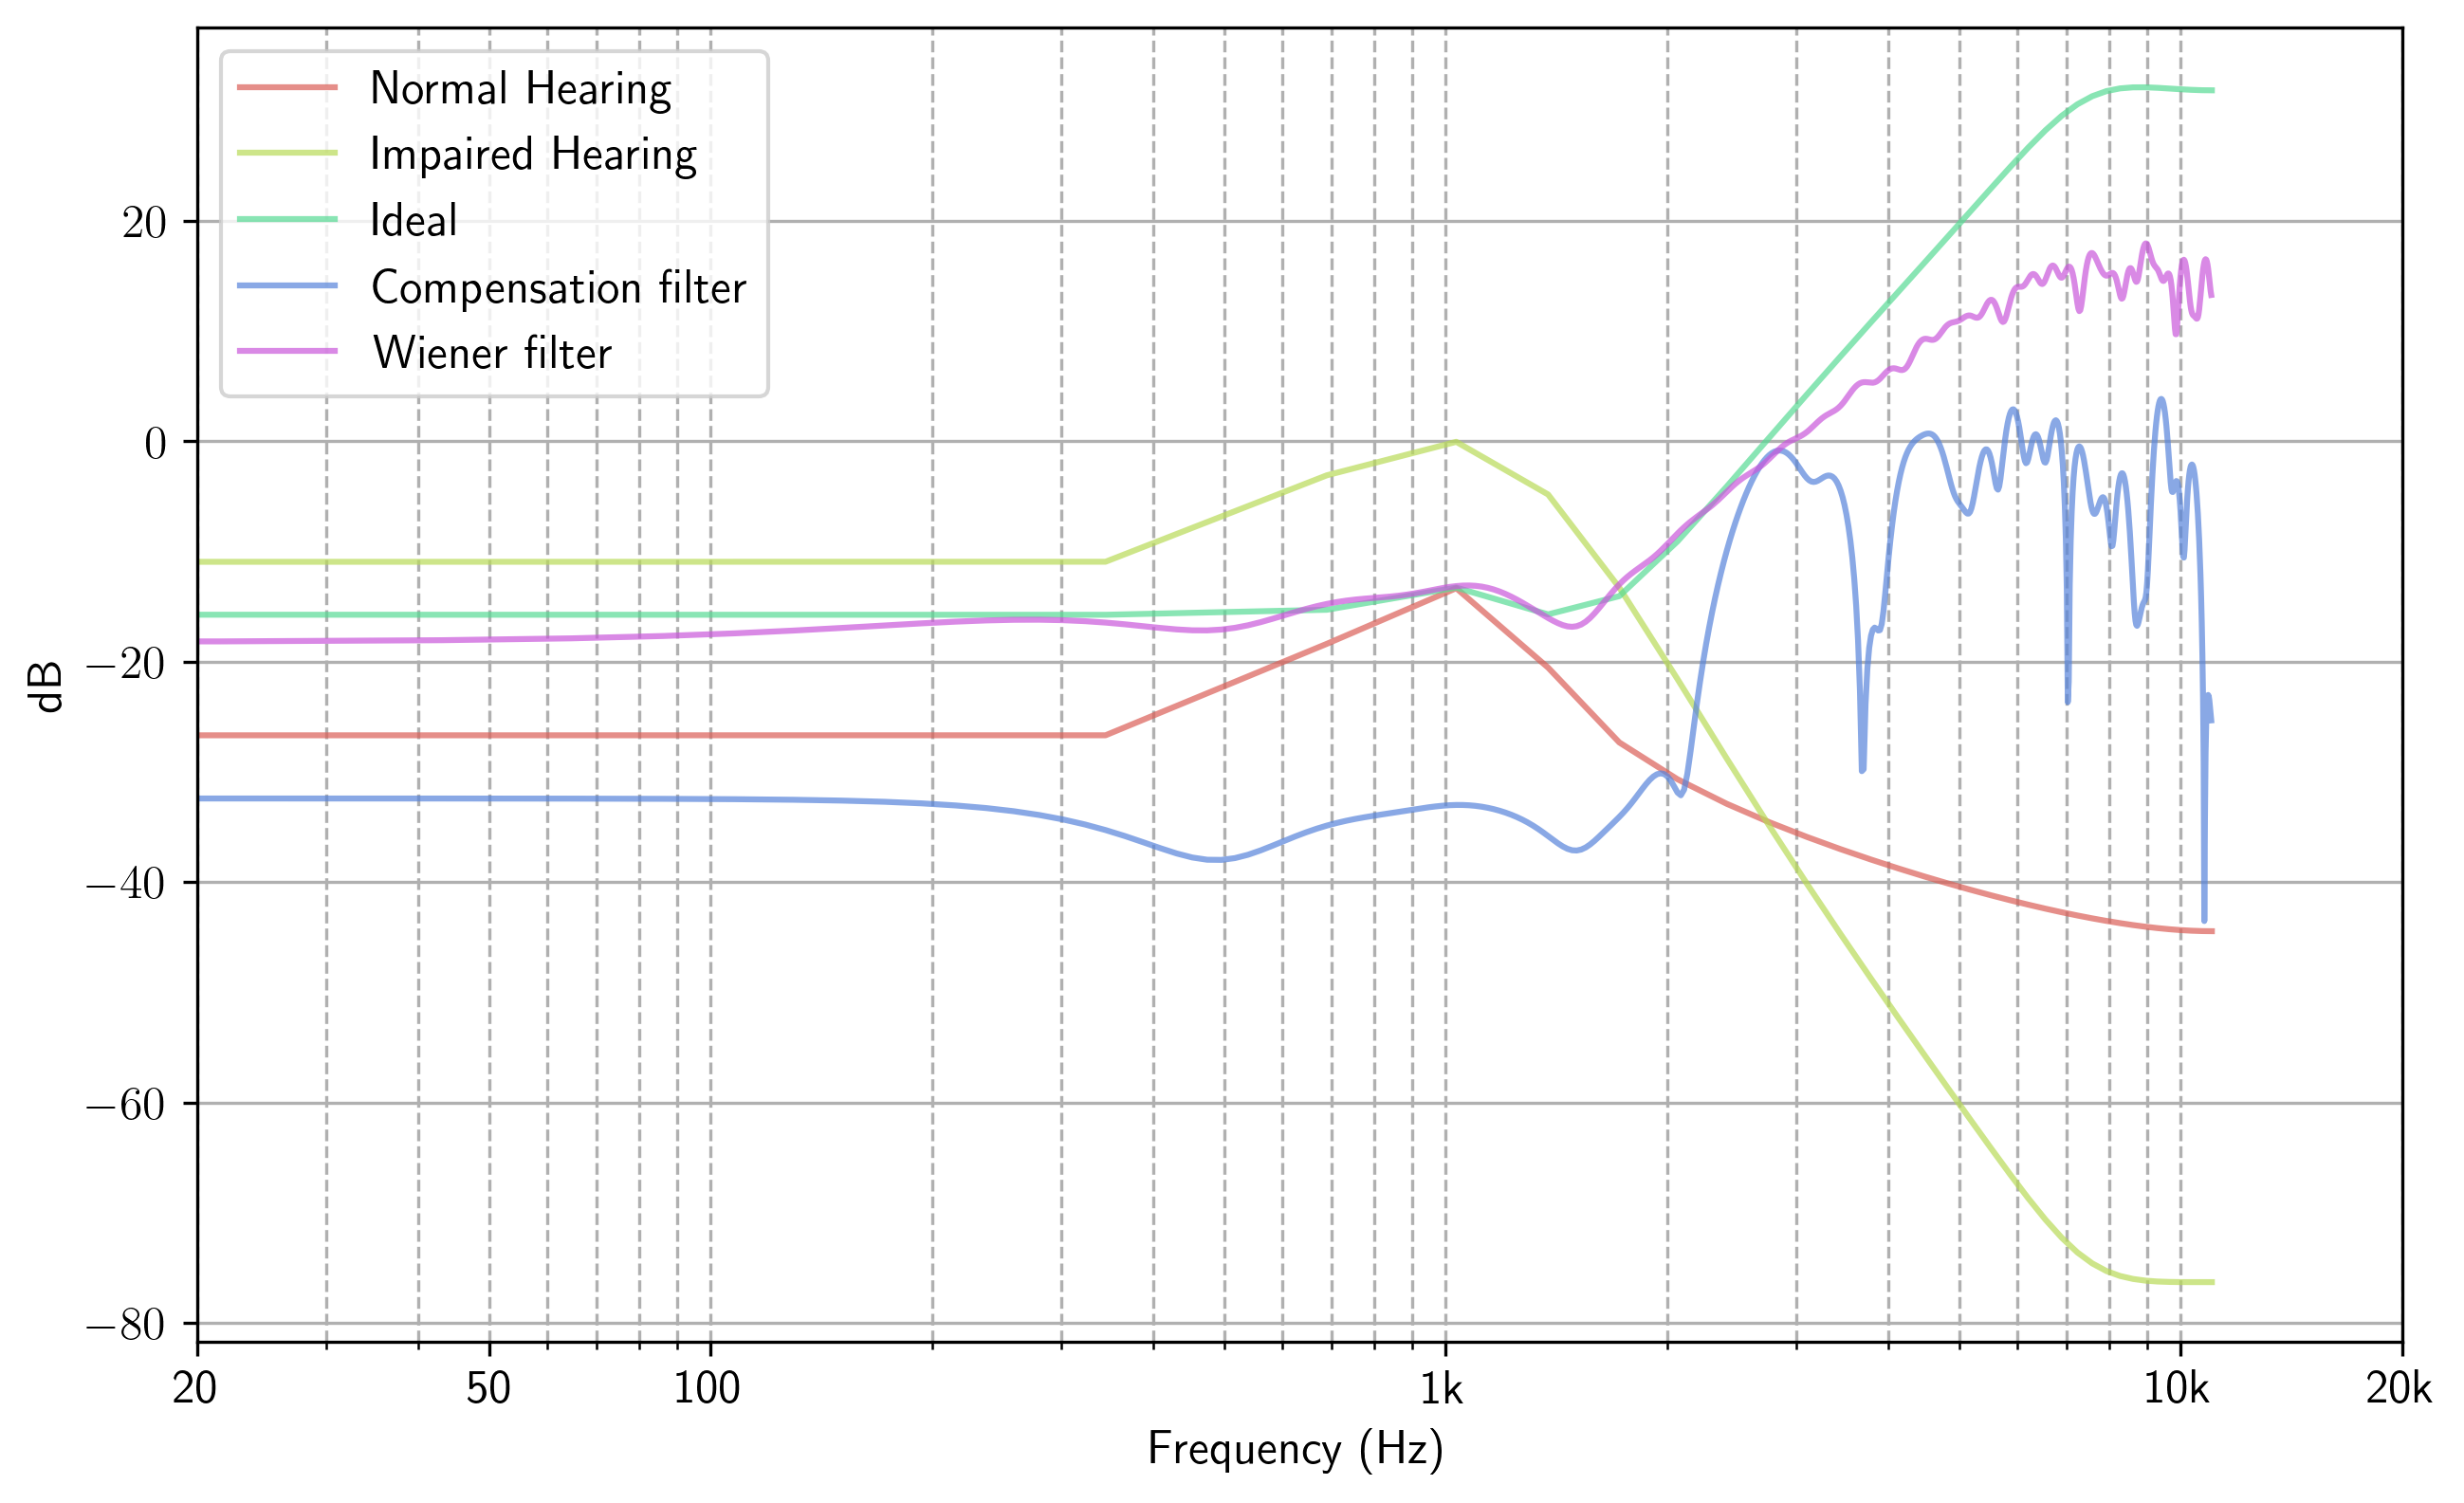 Normal Hearing
Impaired Hearing
Ideal
Compensation filter
Wiener filter
20
0
−20
−40
−60
−80
dB
20 50 100 1k 10k 20k
Frequency (Hz)